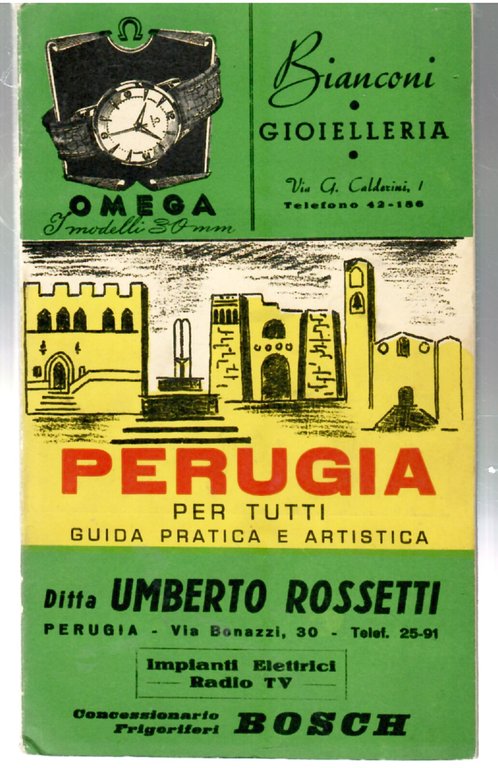 Ω
OMEGA
I modelli 30 mm
Bianconi
GIOIELLERIA
Via G. Calderini, 1
Telefono 42-186
PERUGIA
PER TUTTI
GUIDA PRATICA E ARTISTICA
Ditta UMBERTO ROSSETTI
PERUGIA - Via Bonazzi, 30 - Telef. 25-91
Impianti Elettrici
Radio TV
Concessionario
Frigoriferi BOSCH